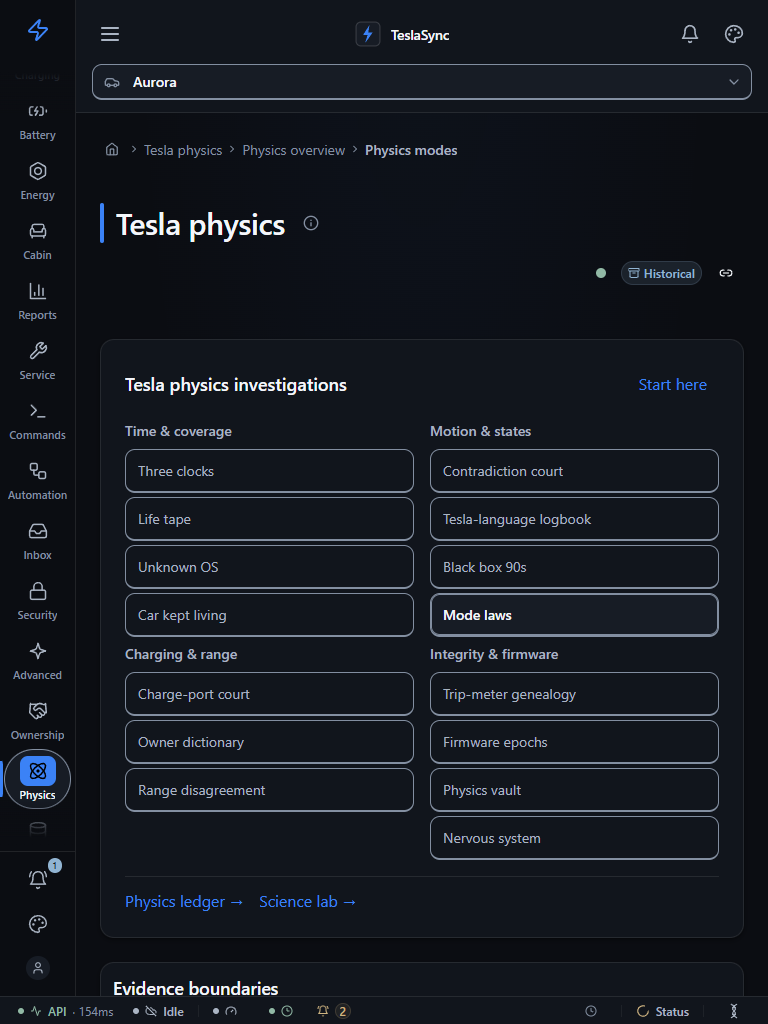 TeslaSync
Aurora
Charging
Battery
Energy
Cabin
Reports
Service
Commands
Automation
Inbox
Security
Advanced
Ownership
Physics
1
Tesla physics > Physics overview > Physics modes
Tesla physics
Historical
Tesla physics investigations
Start here
Time & coverage
Three clocks
Life tape
Unknown OS
Car kept living
Motion & states
Contradiction court
Tesla-language logbook
Black box 90s
Mode laws
Charging & range
Charge-port court
Owner dictionary
Range disagreement
Integrity & firmware
Trip-meter genealogy
Firmware epochs
Physics vault
Nervous system
Physics ledger →
Science lab →
Evidence boundaries
API · 154ms
Idle
2
Status